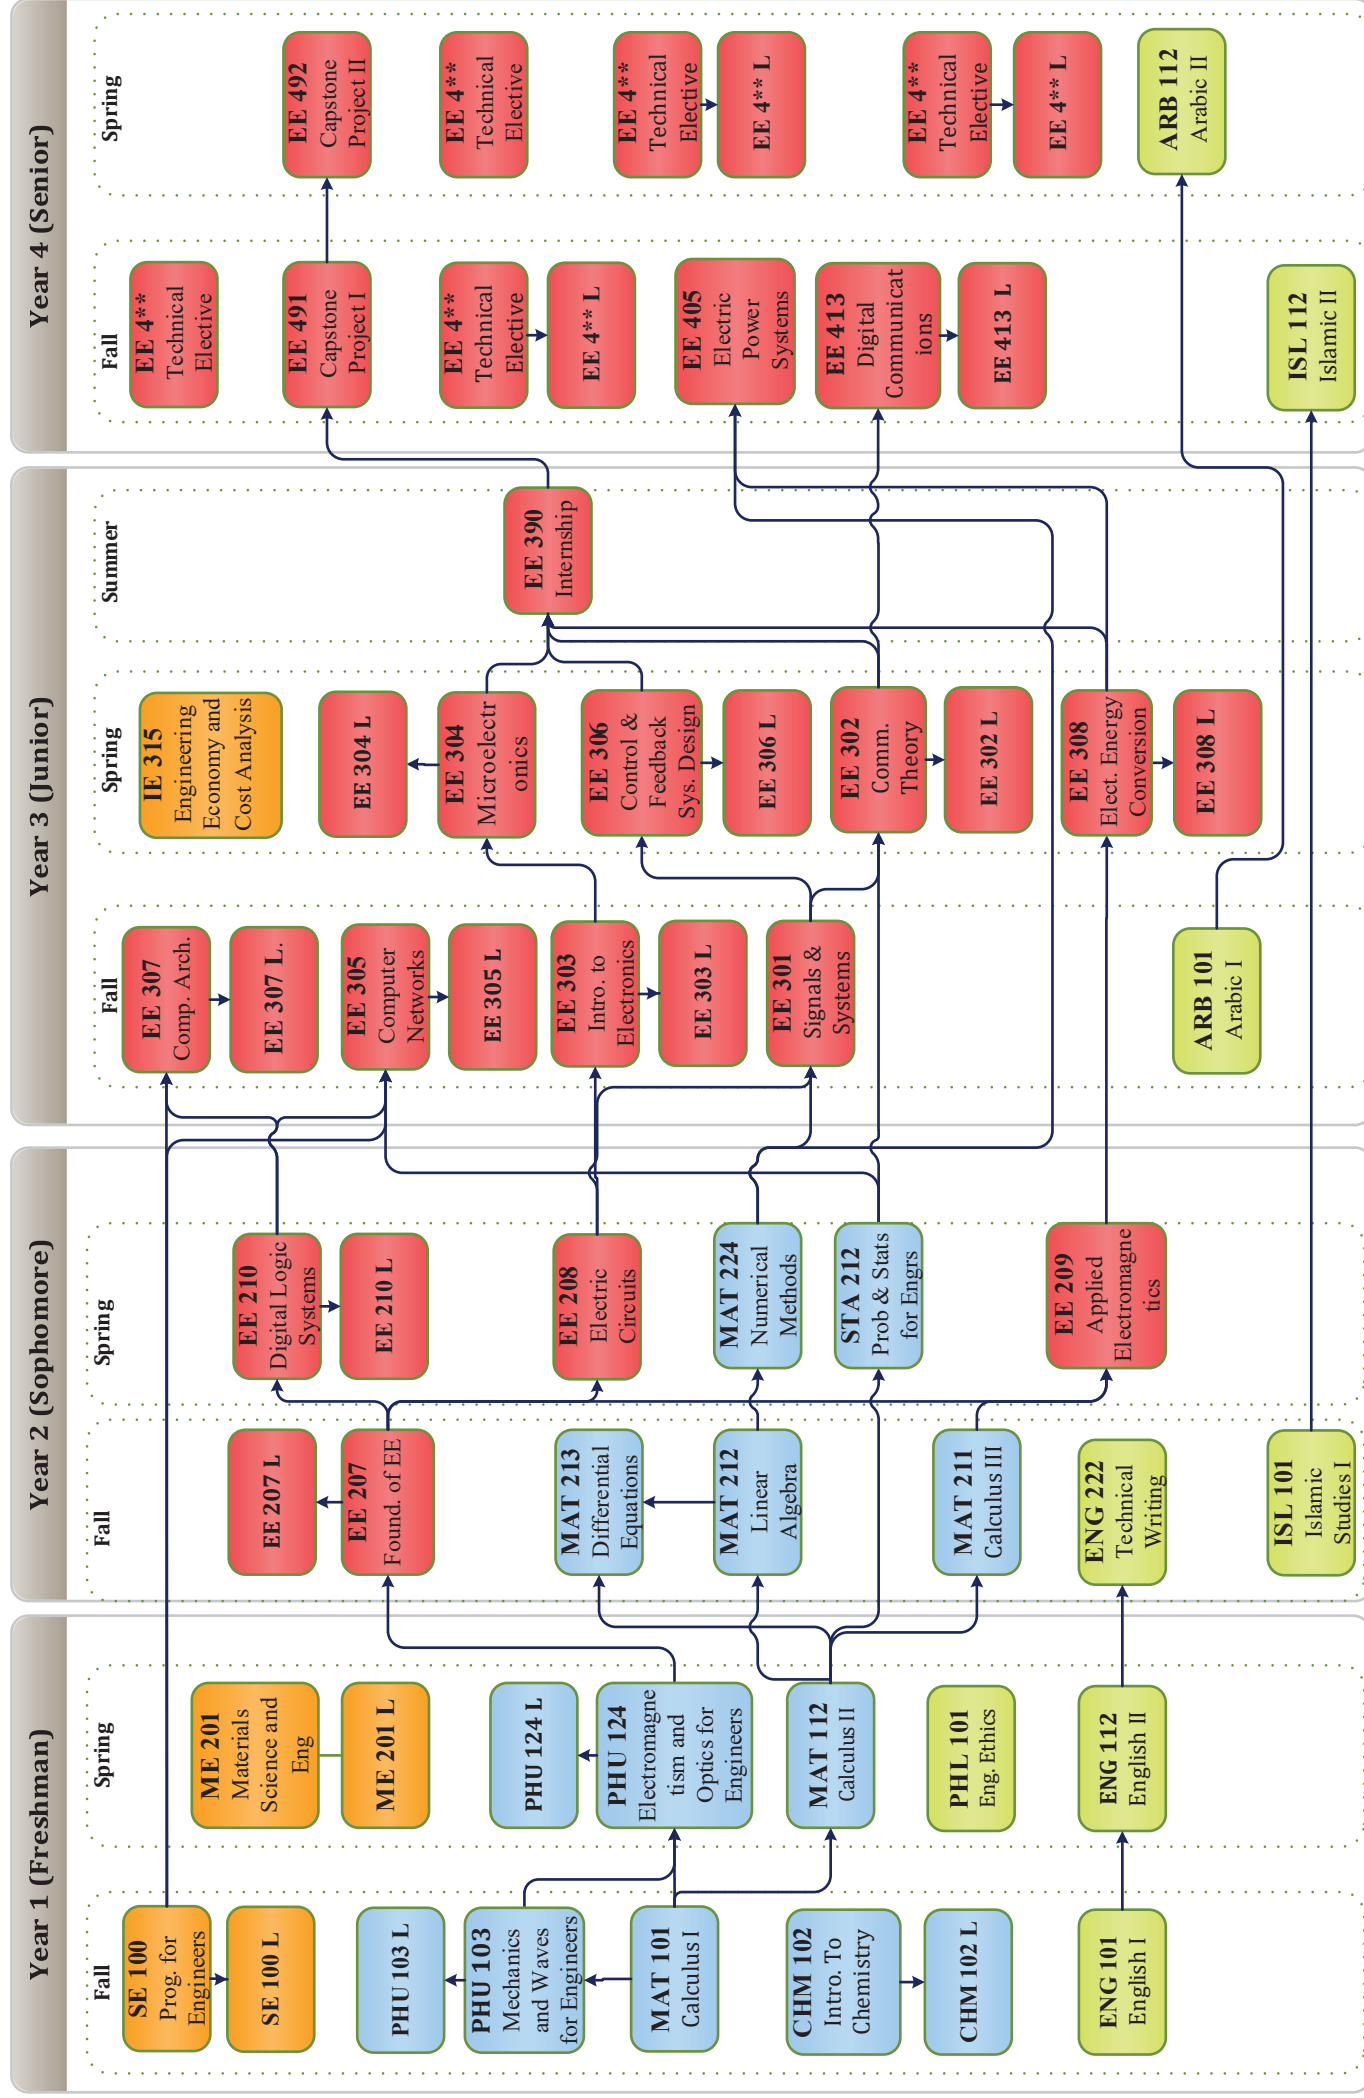 Year 1 (Freshman)
Fall
SE 100
Prog. for
Engineers
SE 100 L
PHU 103 L
PHU 103
Mechanics
and Waves
for Engineers
MAT 101
Calculus I
CHM 102
Intro. To
Chemistry
CHM 102 L
ENG 101
English I
Spring
ME 201
Materials
Science and
Eng
ME 201 L
PHU 124 L
PHU 124
Electromagne
tism and
Optics for
Engineers
MAT 112
Calculus II
PHL 101
Eng. Ethics
ENG 112
English II
Year 2 (Sophomore)
Fall
EE 207 L
EE 207
Found. of EE
MAT 213
Differential
Equations
MAT 212
Linear
Algebra
MAT 211
Calculus III
ENG 222
Technical
Writing
ISL 101
Islamic
Studies I
Spring
EE 210
Digital Logic
Systems
EE 210 L
EE 208
Electric
Circuits
MAT 224
Numerical
Methods
STA 212
Prob & Stats
for Engrs
EE 209
Applied
Electromagne
tics
Year 3 (Junior)
Fall
EE 307
Comp. Arch.
EE 307 L.
EE 305
Computer
Networks
EE 305 L
EE 303
Intro. to
Electronics
EE 303 L
EE 301
Signals &
Systems
ARB 101
Arabic I
Spring
IE 315
Engineering
Economy and
Cost Analysis
EE 304 L
EE 304
Microelectr
onics
EE 306
Control &
Feedback
Sys. Design
EE 306 L
EE 302
Comm.
Theory
EE 302 L
EE 308
Elect. Energy
Conversion
EE 308 L
Summer
EE 390
Internship
Year 4 (Senior)
Fall
EE 4**
Technical
Elective
EE 491
Capstone
Project I
EE 4**
Technical
Elective
EE 4** L
EE 405
Electric
Power
Systems
EE 413
Digital
Communicat
ions
EE 413 L
ISL 112
Islamic II
Spring
EE 492
Capstone
Project II
EE 4**
Technical
Elective
EE 4**
Technical
Elective
EE 4** L
EE 4**
Technical
Elective
EE 4** L
ARB 112
Arabic II